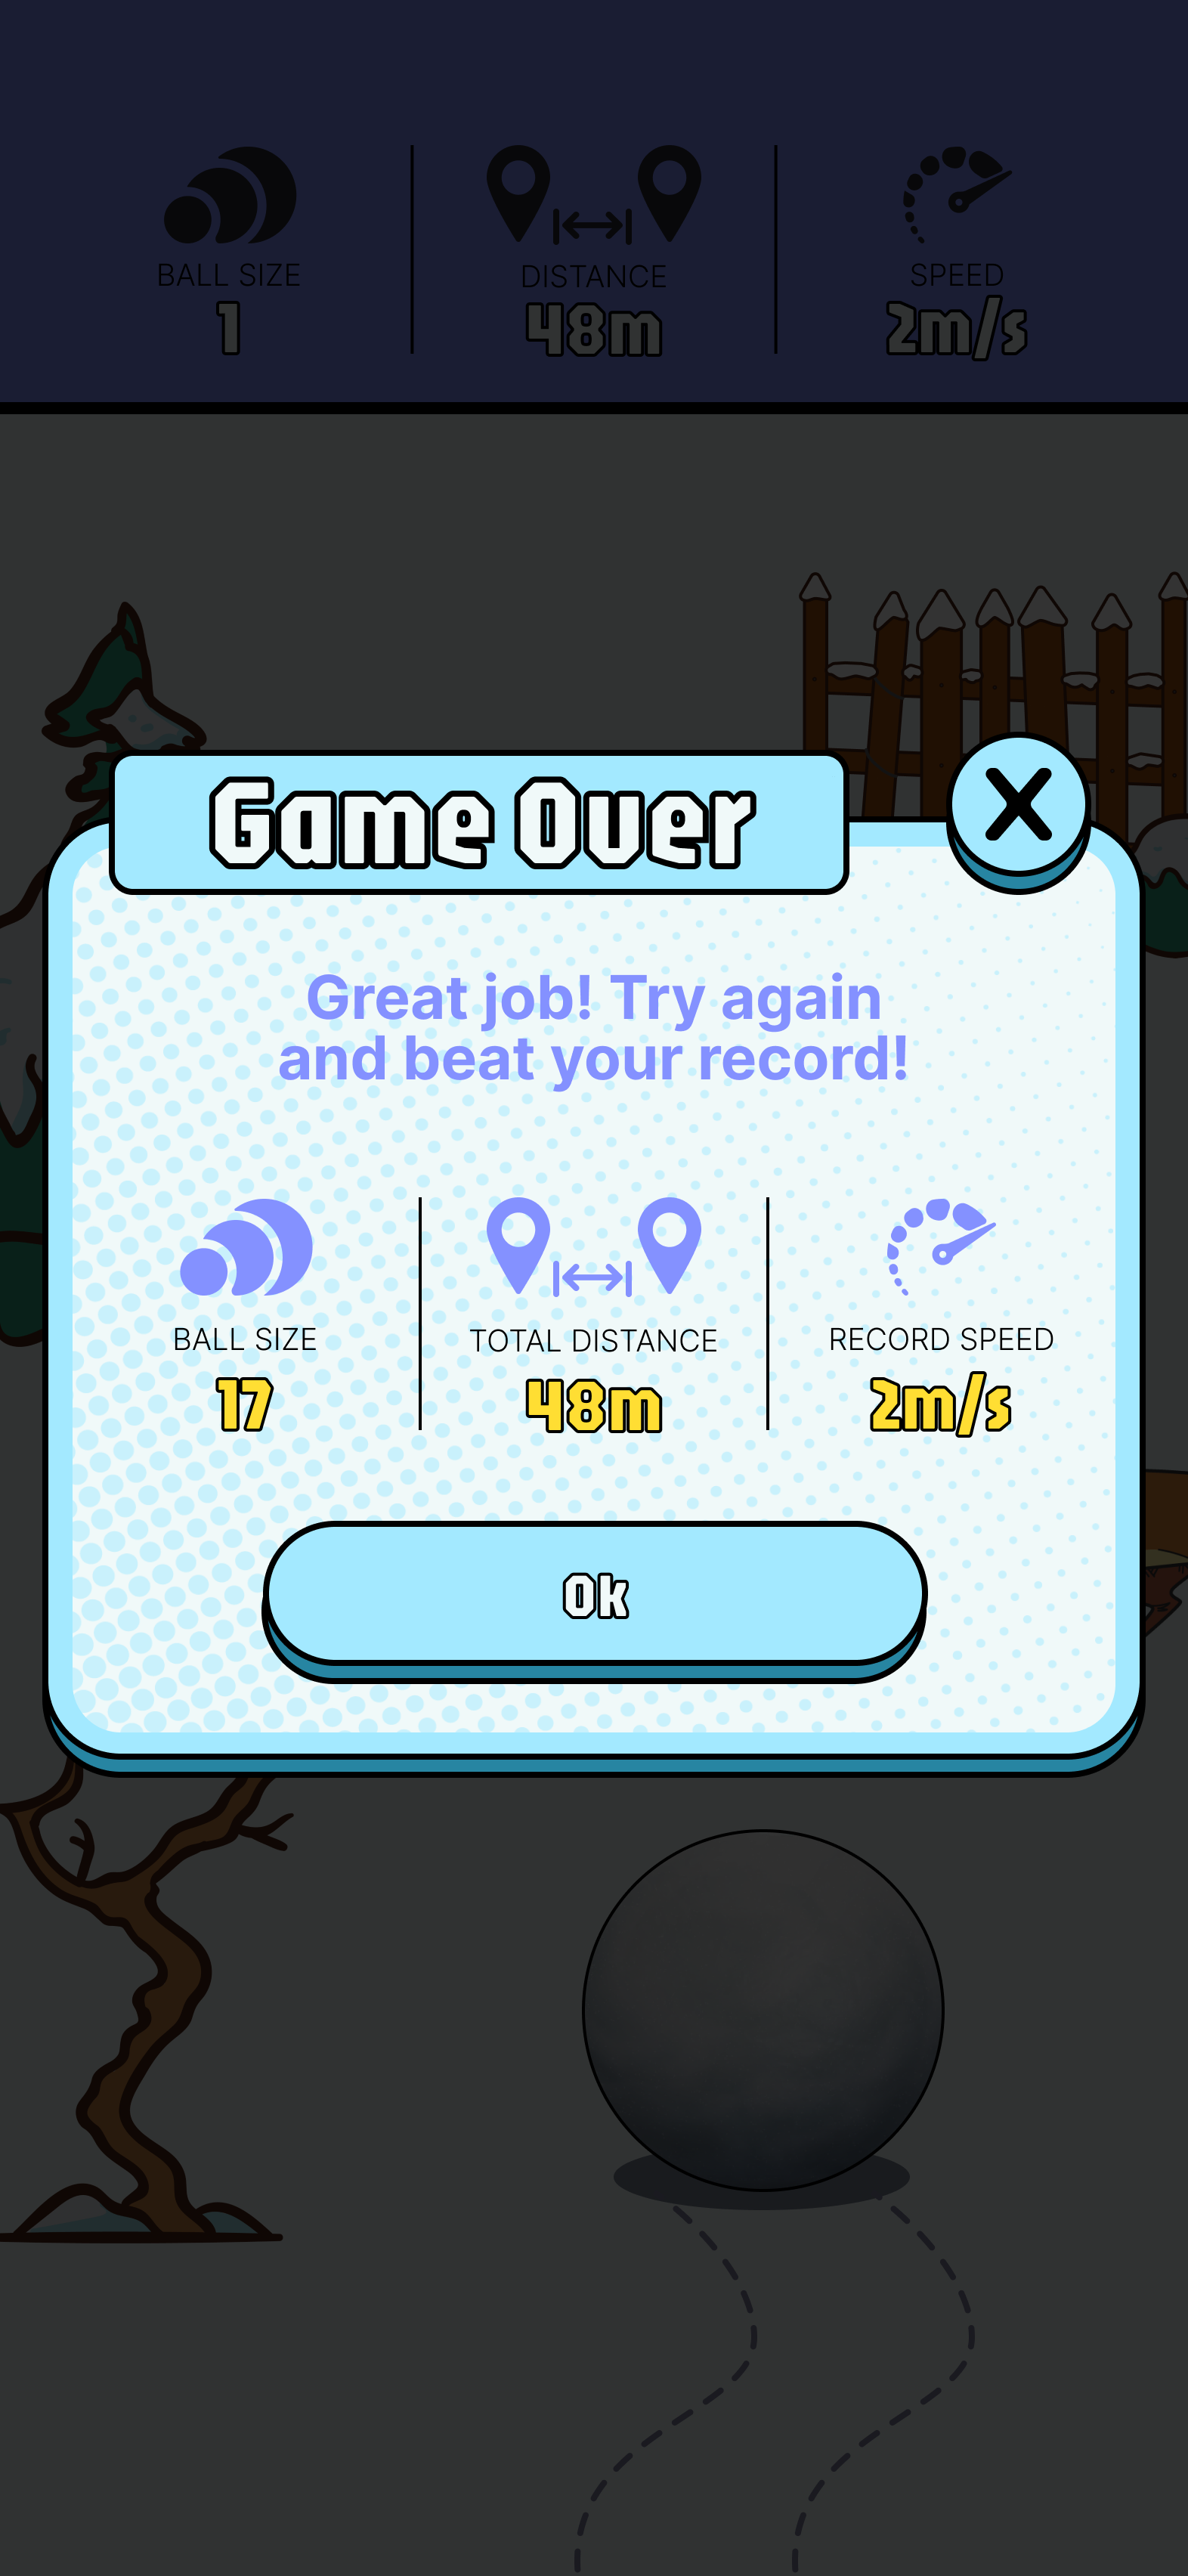 BALL SIZE
1
DISTANCE
48m
SPEED
2m/s
Game Over
X
Great job! Try again
and beat your record!
BALL SIZE
17
TOTAL DISTANCE
48m
RECORD SPEED
2m/s
Ok